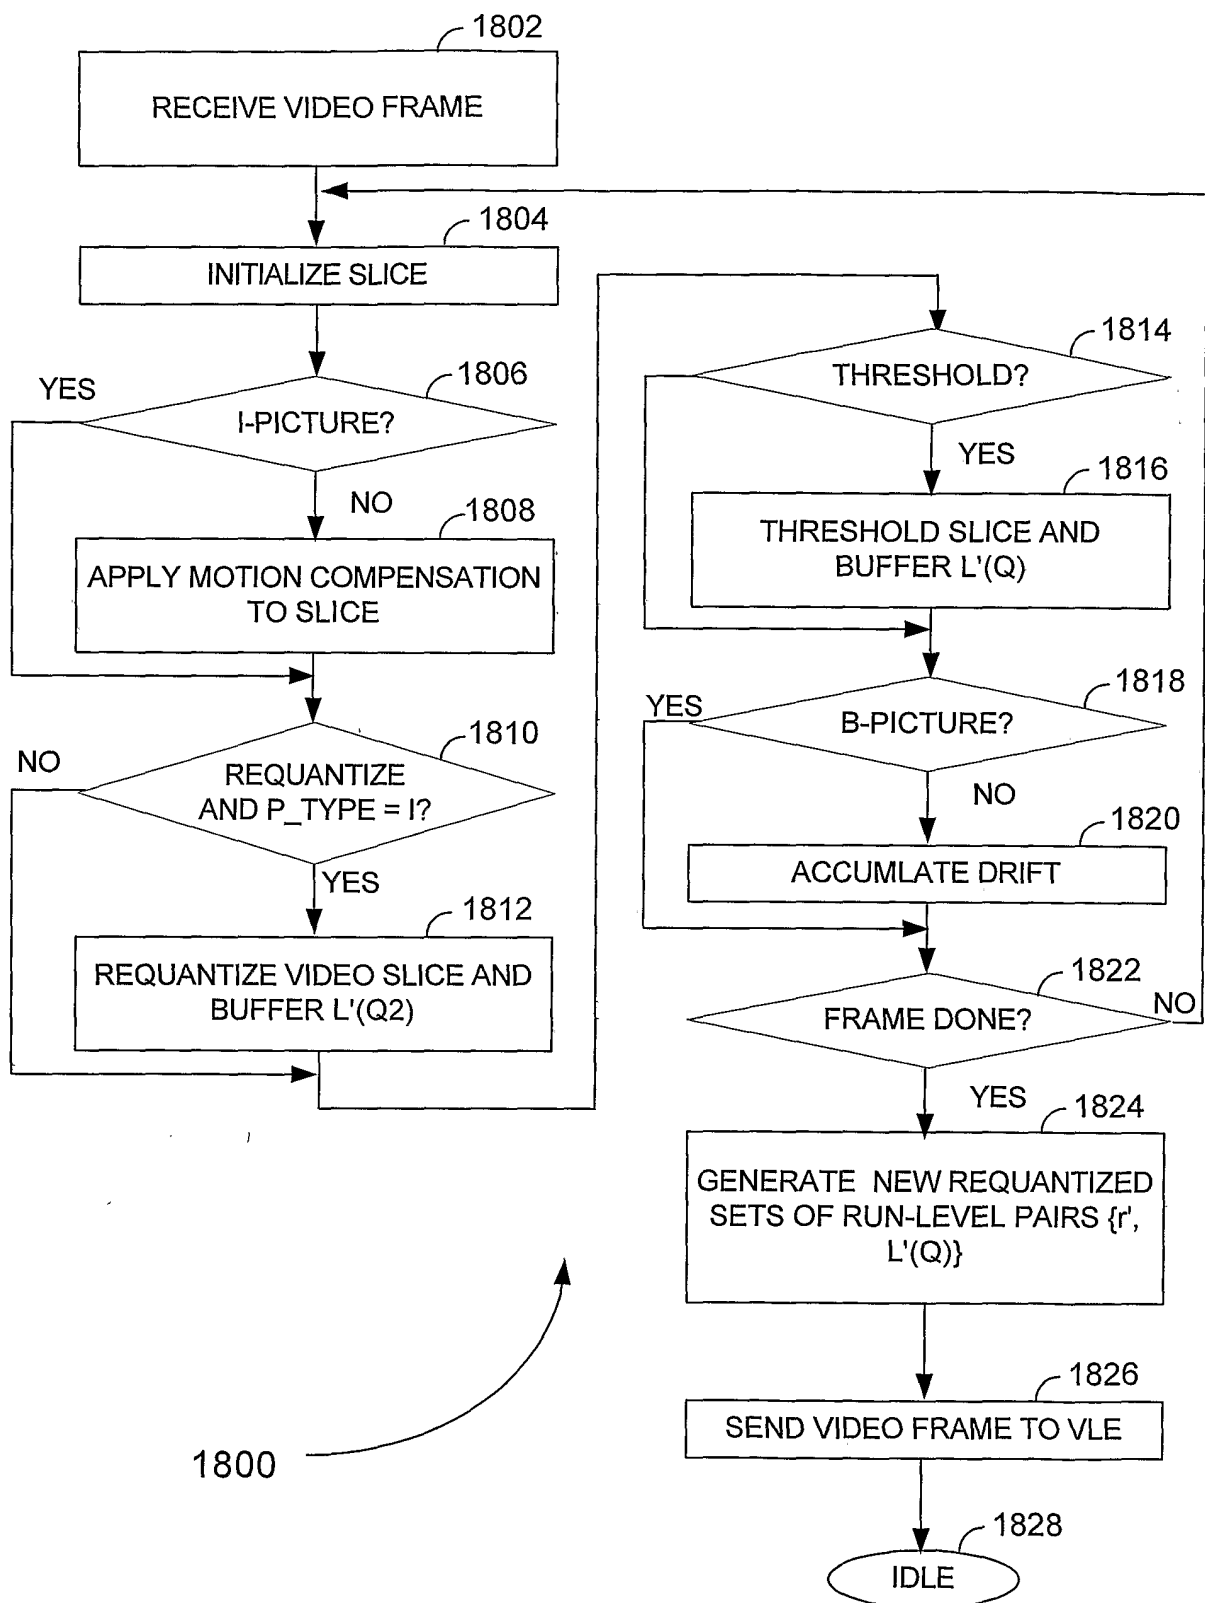 1802
RECEIVE VIDEO FRAME
1804
INITIALIZE SLICE
1806
YES
I-PICTURE?
NO
1808
APPLY MOTION COMPENSATION
TO SLICE
1810
NO
REQUANTIZE
AND P_TYPE = I?
YES
1812
REQUANTIZE VIDEO SLICE AND
BUFFER L'(Q2)
1814
THRESHOLD?
YES
1816
THRESHOLD SLICE AND
BUFFER L'(Q)
1818
YES
B-PICTURE?
NO
1820
ACCUMLATE DRIFT
1822
NO
FRAME DONE?
YES
1824
GENERATE NEW REQUANTIZED
SETS OF RUN-LEVEL PAIRS {r',
L'(Q)}
1826
SEND VIDEO FRAME TO VLE
1828
IDLE
1800